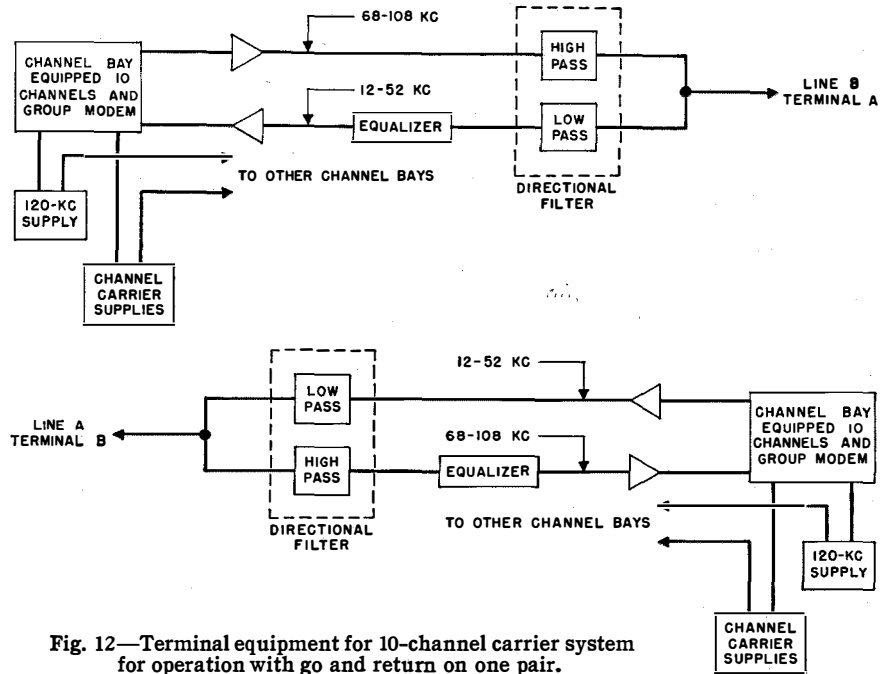 68-108 KC
CHANNEL BAY
EQUIPPED 10
CHANNELS AND
GROUP MODEM
HIGH
PASS
12-52 KC
LINE B
TERMINAL A
EQUALIZER
LOW
PASS
TO OTHER CHANNEL BAYS
DIRECTIONAL
FILTER
120-KC
SUPPLY
CHANNEL
CARRIER
SUPPLIES
12-52 KC
LOW
PASS
CHANNEL BAY
EQUIPPED 10
CHANNELS AND
GROUP MODEM
LINE A
TERMINAL B
68-108 KC
HIGH
PASS
EQUALIZER
TO OTHER CHANNEL BAYS
DIRECTIONAL
FILTER
120-KC
SUPPLY
CHANNEL
CARRIER
SUPPLIES
Fig. 12—Terminal equipment for 10-channel carrier system
for operation with go and return on one pair.